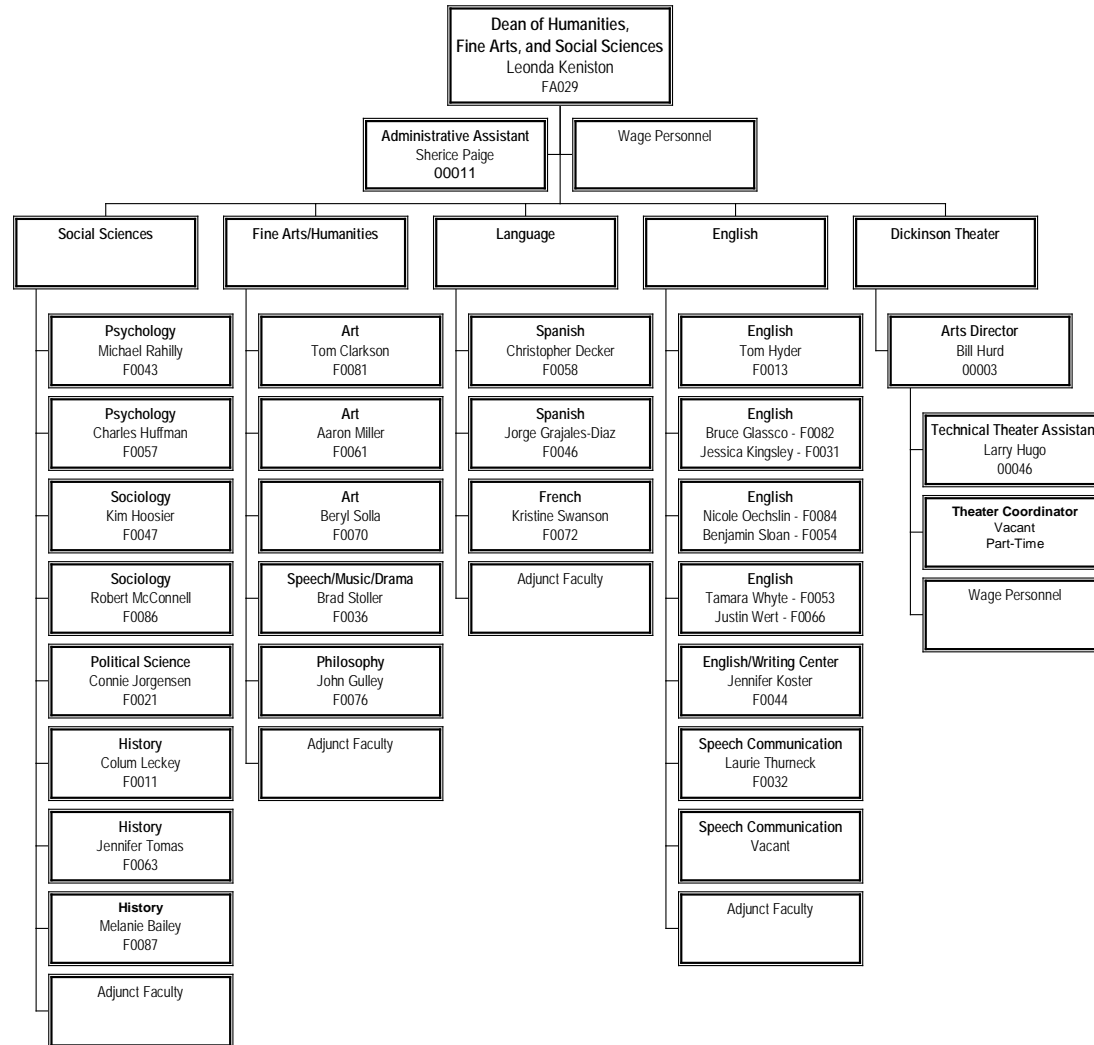 Dean of Humanities,
Fine Arts, and Social Sciences
Leonda Keniston
FA029
Administrative Assistant
Sherice Paige
00011
Wage Personnel
Social Sciences
Psychology
Michael Rahilly
F0043
Psychology
Charles Huffman
F0057
Sociology
Kim Hoosier
F0047
Sociology
Robert McConnell
F0086
Political Science
Connie Jorgensen
F0021
History
Colum Leckey
F0011
History
Jennifer Tomas
F0063
History
Melanie Bailey
F0087
Adjunct Faculty
Fine Arts/Humanities
Art
Tom Clarkson
F0081
Art
Aaron Miller
F0061
Art
Beryl Solla
F0070
Speech/Music/Drama
Brad Stoller
F0036
Philosophy
John Gulley
F0076
Adjunct Faculty
Language
Spanish
Christopher Decker
F0058
Spanish
Jorge Grajales-Diaz
F0046
French
Kristine Swanson
F0072
Adjunct Faculty
English
English
Tom Hyder
F0013
English
Bruce Glassco - F0082
Jessica Kingsley - F0031
English
Nicole Oechslin - F0084
Benjamin Sloan - F0054
English
Tamara Whyte - F0053
Justin Wert - F0066
English/Writing Center
Jennifer Koster
F0044
Speech Communication
Laurie Thurneck
F0032
Speech Communication
Vacant
Adjunct Faculty
Dickinson Theater
Arts Director
Bill Hurd
00003
Technical Theater Assistan
Larry Hugo
00046
Theater Coordinator
Vacant
Part-Time
Wage Personnel